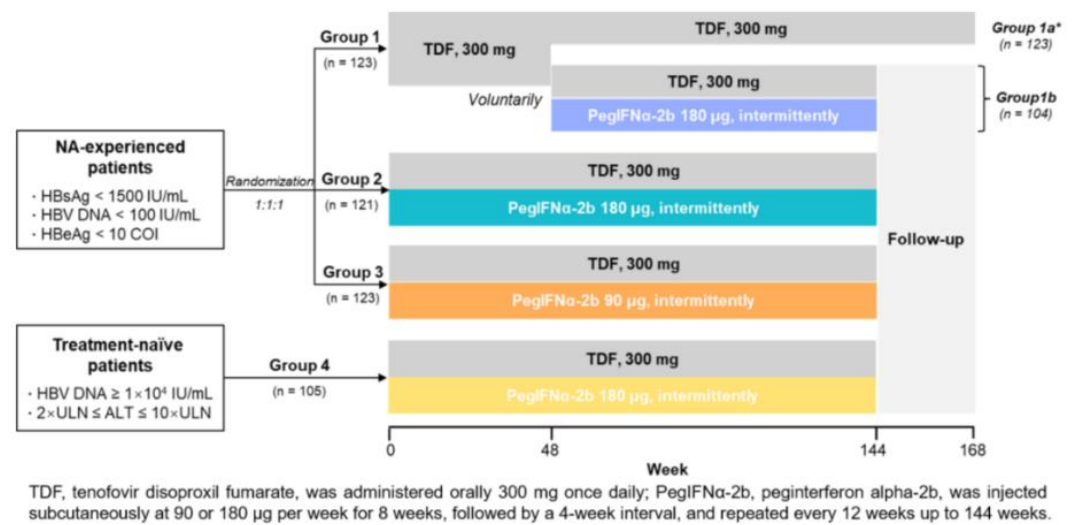 Group 1
(n = 123)
TDF, 300 mg
TDF, 300 mg
Group 1a*
(n = 123)
Voluntarily
TDF, 300 mg
PegIFNα-2b 180 μg, intermittently
Group1b
(n = 104)
NA-experienced
patients
· HBsAg < 1500 IU/mL
· HBV DNA < 100 IU/mL
· HBeAg < 10 COI
Randomization
1:1:1
Group 2
(n = 121)
TDF, 300 mg
PegIFNα-2b 180 μg, intermittently
Group 3
(n = 123)
TDF, 300 mg
PegIFNα-2b 90 μg, intermittently
Follow-up
Treatment-naïve
patients
· HBV DNA ≥ 1×10⁴ IU/mL
· 2×ULN ≤ ALT ≤ 10×ULN
Group 4
(n = 105)
TDF, 300 mg
PegIFNα-2b 180 μg, intermittently
0 48 144 168
Week
TDF, tenofovir disoproxil fumarate, was administered orally 300 mg once daily; PegIFNα-2b, peginterferon alpha-2b, was injected
subcutaneously at 90 or 180 μg per week for 8 weeks, followed by a 4-week interval, and repeated every 12 weeks up to 144 weeks.